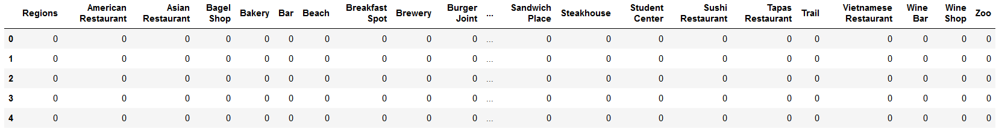 Regions American Restaurant Asian Restaurant Bagel Shop Bakery Bar Beach Breakfast Spot Brewery Burger Joint ... Sandwich Place Steakhouse Student Center Sushi Restaurant Tapas Restaurant Trail Vietnamese Restaurant Wine Bar Wine Shop Zoo
0 0 0 0 0 0 0 0 0 0 0 ... 0 0 0 0 0 0 0 0 0 0
1 0 0 0 0 0 0 0 0 0 0 ... 0 0 0 0 0 0 0 0 0 0
2 0 0 0 0 0 0 0 0 0 0 ... 0 0 0 0 0 0 0 0 0 0
3 0 0 0 0 0 0 0 0 0 0 ... 0 0 0 0 0 0 0 0 0 0
4 0 0 0 0 0 0 0 0 0 0 ... 0 0 0 0 0 0 0 0 0 0